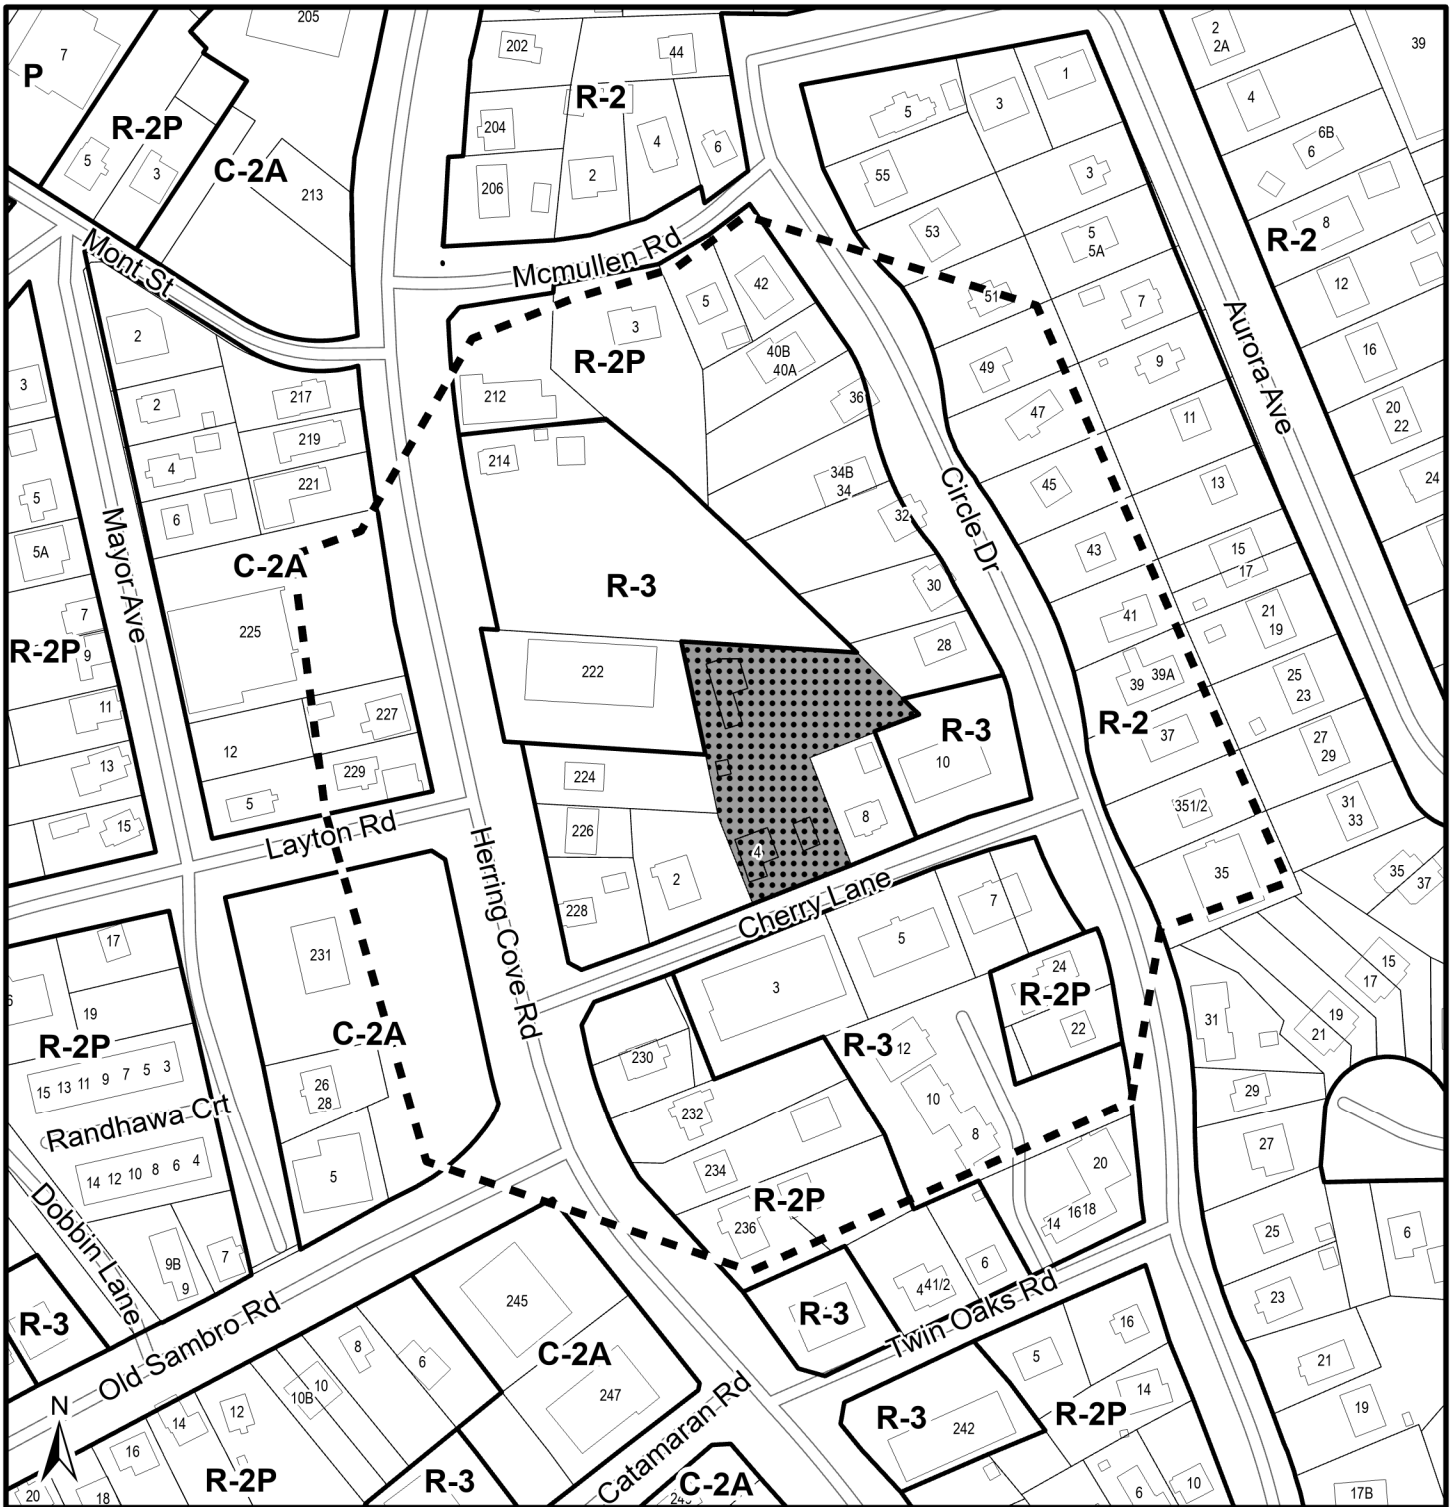 205
7
P
202
44
2
2A
39
R-2
1
4
5
3
R-2P
204
4
6
6B
6
5
3
C-2A
213
206
2
55
3
8
R-2
53
5
5A
Mcmullen Rd
Mont St
42
51
7
12
5
3
2
R-2P
40B
40A
Aurora Ave
16
9
49
3
217
212
36
2
47
11
20
22
219
214
4
34B
34
221
45
13
24
5
6
32
Circle Dr
Mayor Ave
5A
43
15
17
C-2A
R-3
30
7
225
41
21
19
R-2P
9
28
222
39
39A
25
23
11
227
R-2
37
R-3
12
27
29
13
229
224
10
5
351/2
31
33
15
226
8
Layton Rd
4
2
35
35
37
Herring Cove Rd
228
Cherry Lane
7
17
5
231
24
15
17
3
R-2P
19
22
31
19
21
C-2A
R-3
12
R-2P
230
15 13 11 9 7 5 3
26
28
10
29
232
Randhawa Crt
8
27
5
234
20
14 12 10 8 6 4
R-2P
14
16
18
Dobbin Lane
236
25
6
7
9B
9
6
4
41/2
23
245
R-3
R-3
Old Sambro Rd
Twin Oaks Rd
16
8
C-2A
5
21
6
N
10B
10
247
14
Catamaran Rd
12
14
R-3
R-2P
19
242
16
R-2P
R-3
C-2A
10
6
20
18
17B